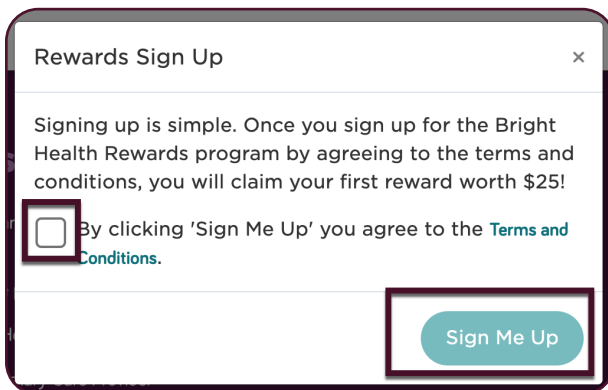 Rewards Sign Up ×
Signing up is simple. Once you sign up for the Bright
Health Rewards program by agreeing to the terms and
conditions, you will claim your first reward worth $25!
By clicking 'Sign Me Up' you agree to the Terms and
Conditions.
Sign Me Up